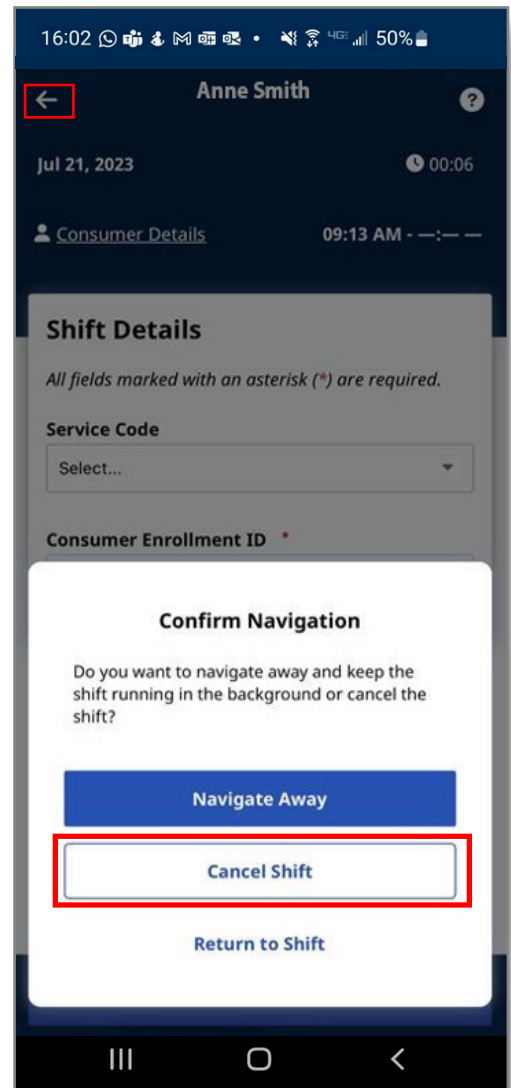 16:02 4GE 50%
Anne Smith
?
Jul 21, 2023 00:06
Consumer Details 09:13 AM - —:— —
Shift Details
All fields marked with an asterisk (*) are required.
Service Code
Select...
Consumer Enrollment ID *
Confirm Navigation
Do you want to navigate away and keep the
shift running in the background or cancel the
shift?
Navigate Away
Cancel Shift
Return to Shift